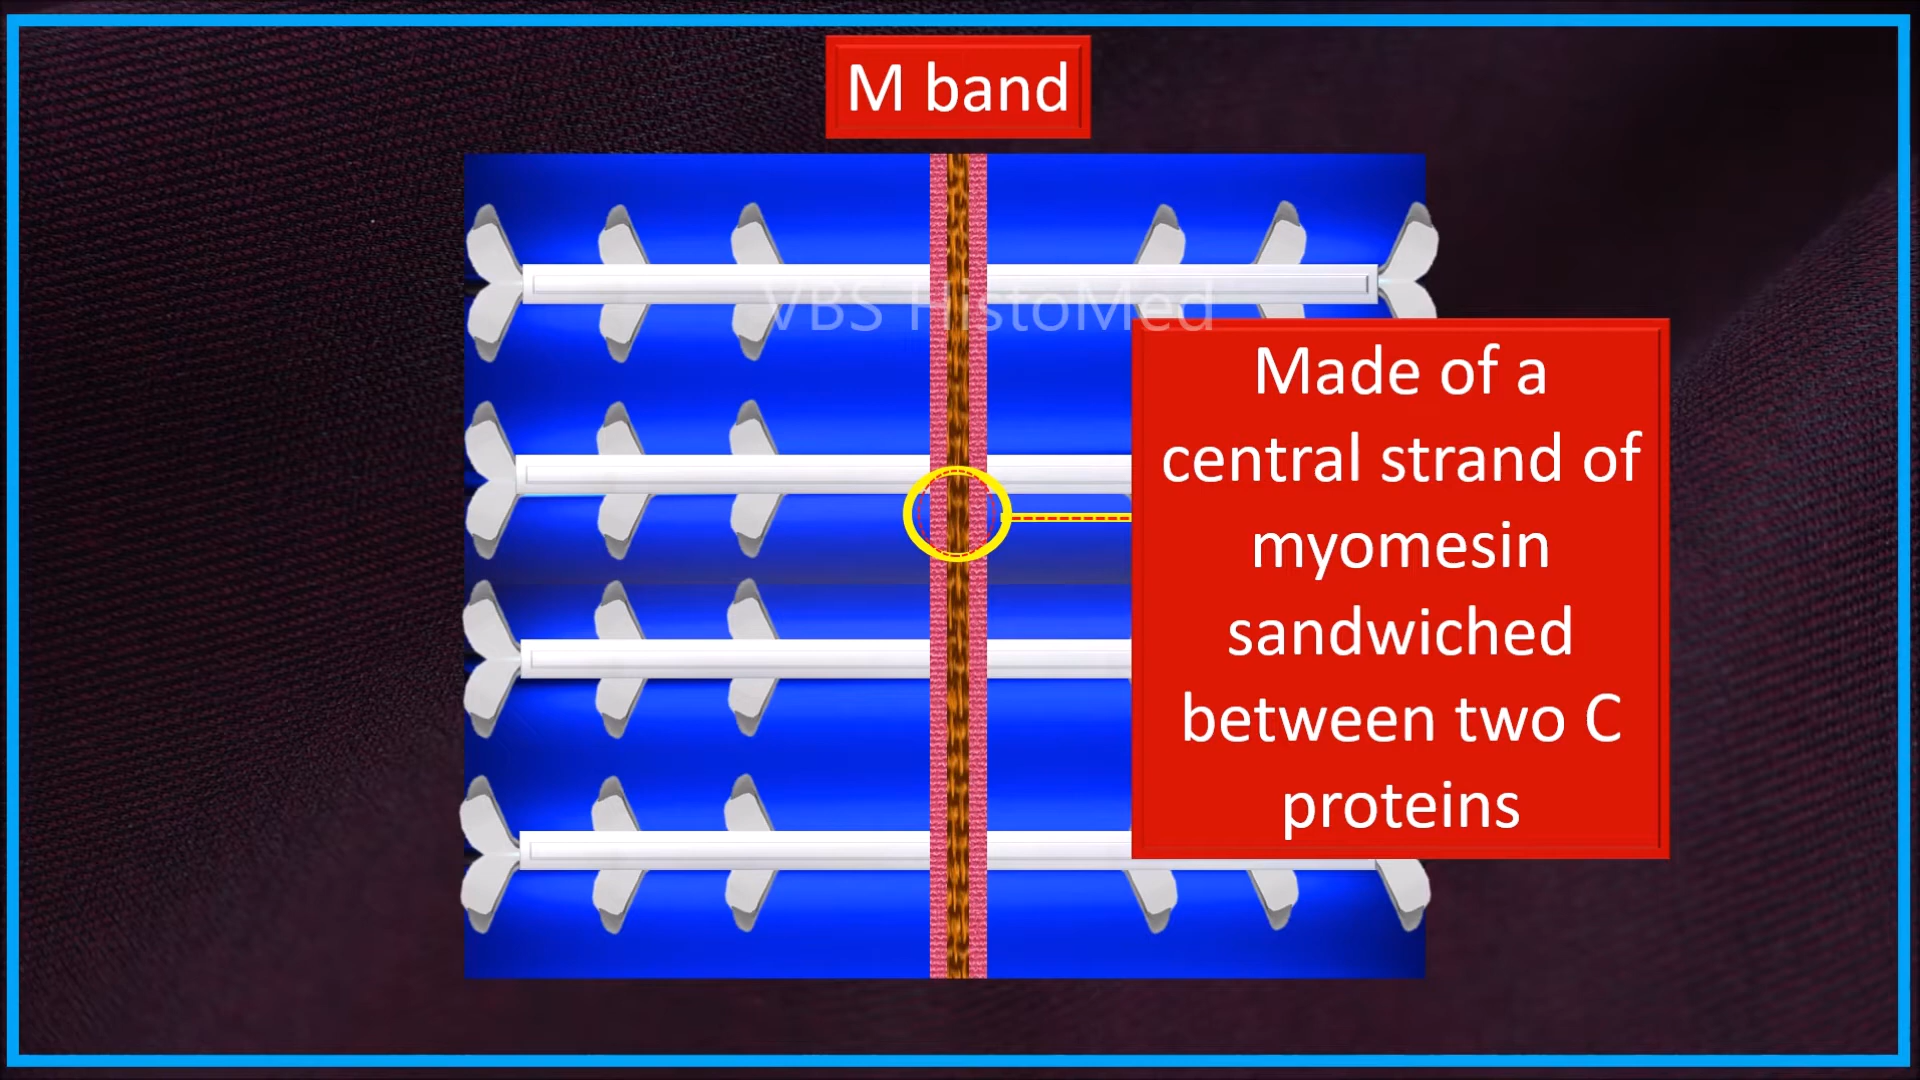 M band
VBS HistoMed
Made of a
central strand of
myomesin
sandwiched
between two C
proteins